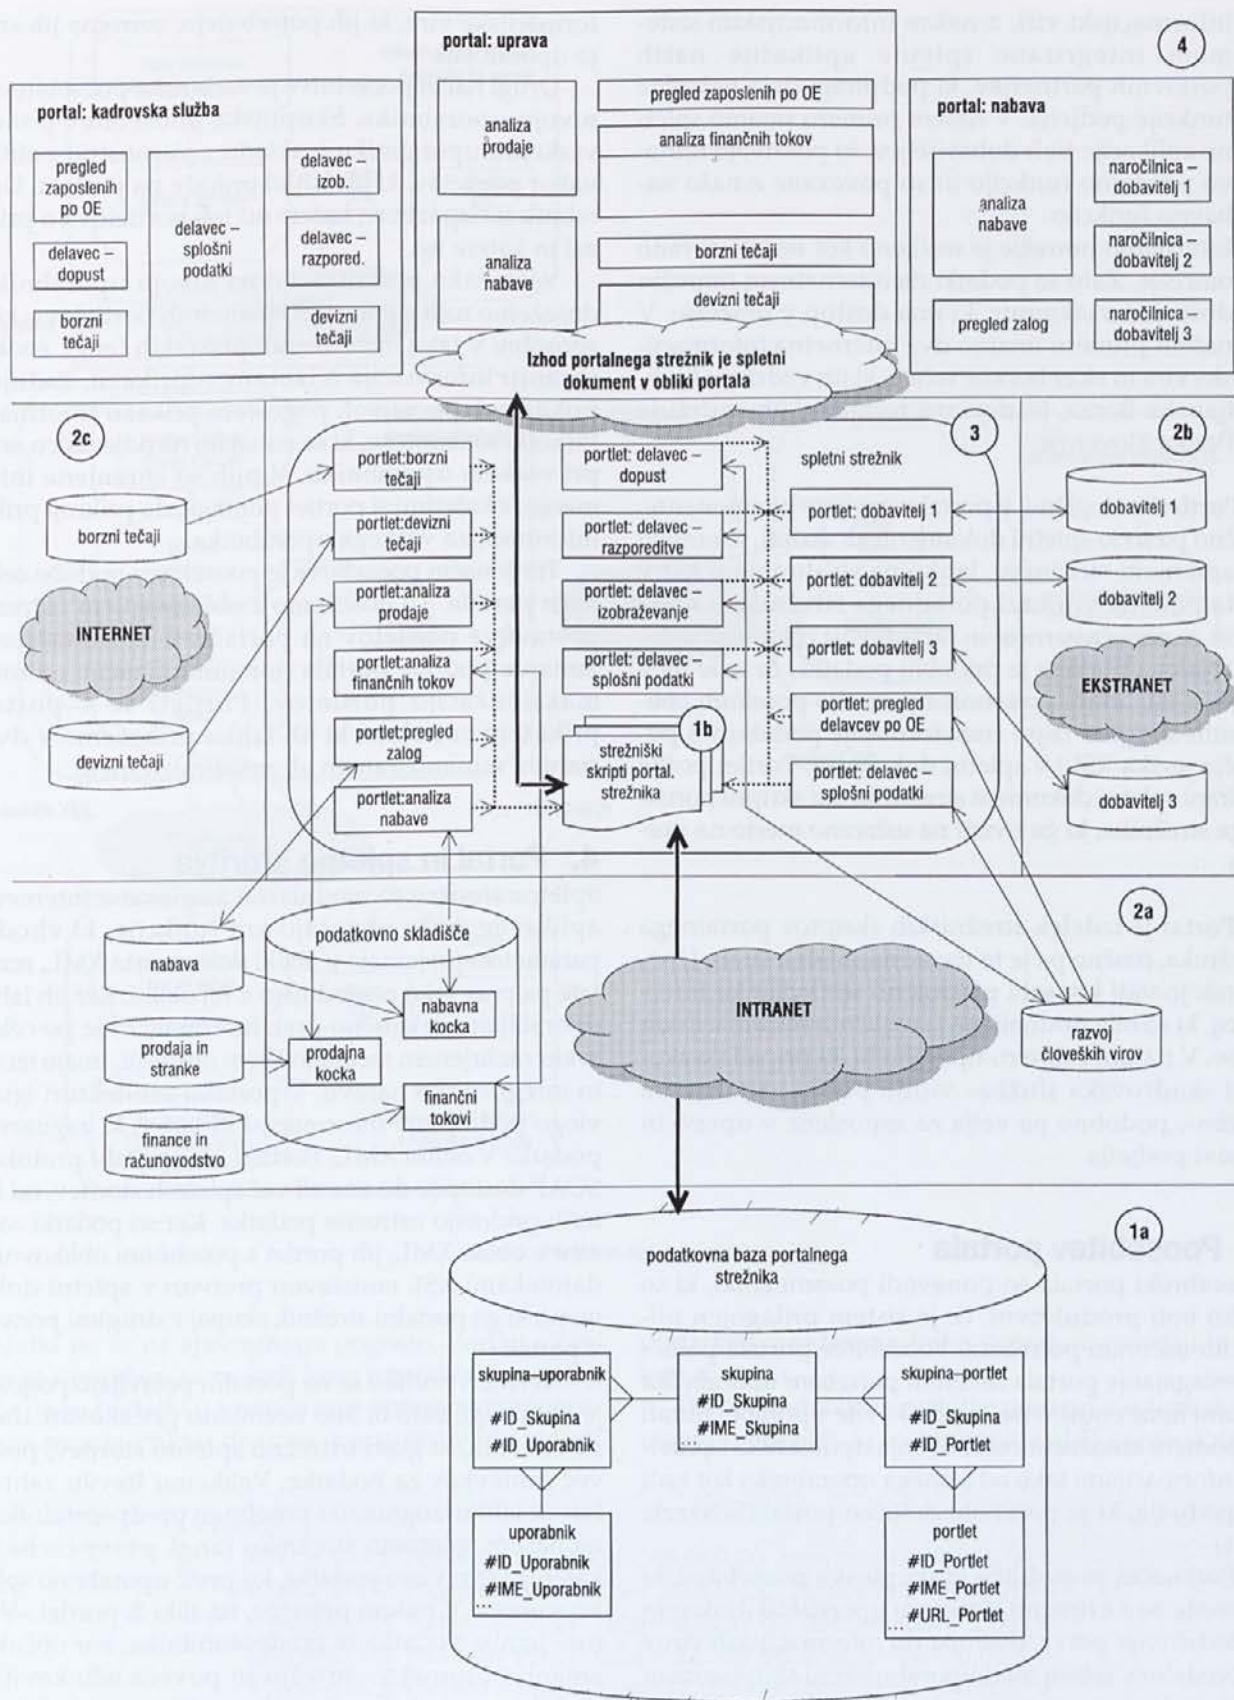 portal: uprava
4
portal: kadrovska služba
pregled
zaposlenih
po OE
delavec –
dopust
borzni
tečaji
delavec –
splošni
podatki
delavec –
izob.
delavec –
razpored.
devizni
tečaji
analiza
prodaje
analiza
nabave
pregled zaposlenih po OE
analiza finančnih tokov
borzni tečaji
devizni tečaji
portal: nabava
analiza
nabave
pregled zalog
naročilnica –
dobavitelj 1
naročilnica –
dobavitelj 2
naročilnica –
dobavitelj 3
Izhod portalnega strežnik je spletni
dokument v obliki portala
2c
borzni tečaji
INTERNET
devizni tečaji
portlet:borzni
tečaji
portlet:devizni
tečaji
portlet:analiza
prodaje
portlet:analiza
finančnih tokov
portlet:pregled
zalog
portlet:analiza
nabave
portlet: delavec –
dopust
portlet: delavec –
razporeditve
portlet: delavec –
izobraževanje
portlet: delavec –
splošni podatki
1b
strežniški
skripti portal.
strežnika
3
spletni strežnik
portlet: dobavitelj 1
portlet: dobavitelj 2
portlet: dobavitelj 3
portlet: pregled
delavcev po OE
portlet: delavec –
splošni podatki
2b
dobavitelj 1
dobavitelj 2
EKSTRANET
dobavitelj 3
2a
nabava
prodaja in
stranke
finance in
računovodstvo
podatkovno skladišče
nabavna
kocka
prodajna
kocka
finančni
tokovi
INTRANET
razvoj
človeških virov
1a
podatkovna baza portalnega
strežnika
skupina–uporabnik
#ID_Skupina
#ID_Uporabnik
skupina
#ID_Skupina
#IME_Skupina
...
skupina–portlet
#ID_Skupina
#ID_Portlet
uporabnik
#ID_Uporabnik
#IME_Uporabnik
...
portlet
#ID_Portlet
#IME_Portlet
#URL_Portlet
...